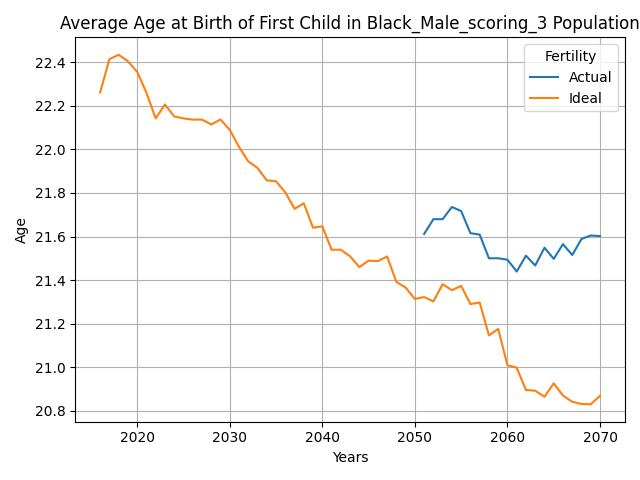 Average Age at Birth of First Child in Black_Male_scoring_3 Population
Fertility
Actual
Ideal
Age
22.4
22.2
22.0
21.8
21.6
21.4
21.2
21.0
20.8
2020 2030 2040 2050 2060 2070
Years